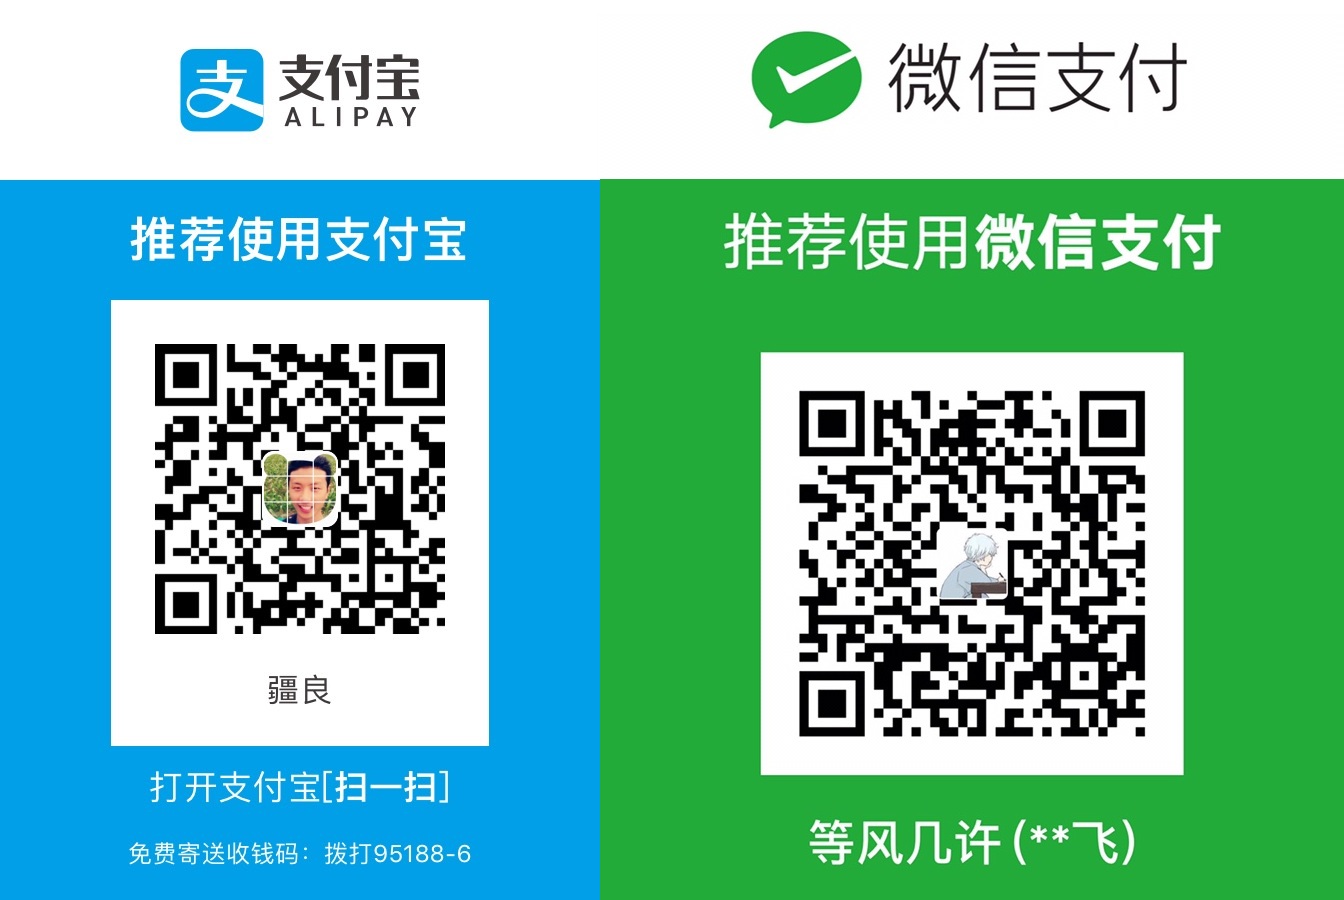 支
支付宝
ALIPAY
推荐使用支付宝
疆良
打开支付宝[扫一扫]
免费寄送收钱码：拨打95188-6
微信支付
推荐使用微信支付
等风几许(**飞)